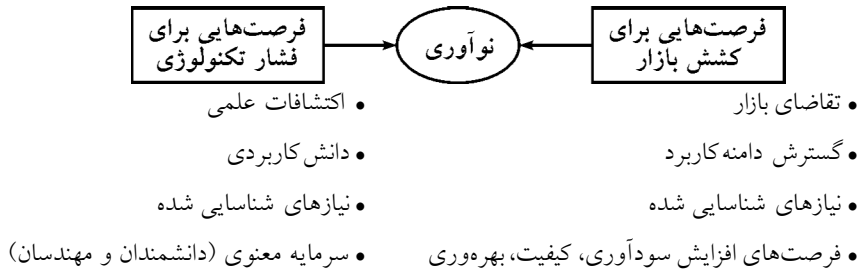 فرصت‌هایی برای
کشش بازار
نوآوری
فرصت‌هایی برای
فشار تکنولوژی
• تقاضای بازار
• گسترش دامنه کاربرد
• نیازهای شناسایی شده
• فرصت‌های افزایش سودآوری، کیفیت، بهره‌وری
• اکتشافات علمی
• دانش کاربردی
• نیازهای شناسایی شده
• سرمایه معنوی (دانشمندان و مهندسان)